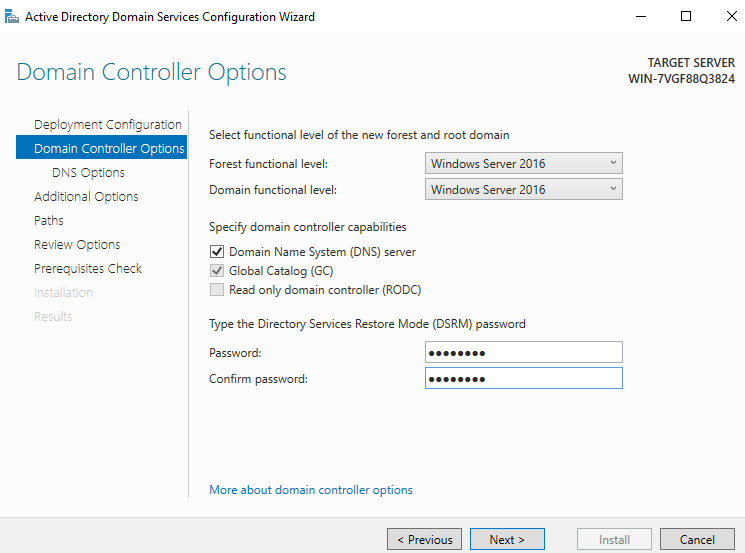 Active Directory Domain Services Configuration Wizard
Domain Controller Options
TARGET SERVER
WIN-7VGF88Q3824
Deployment Configuration
Domain Controller Options
DNS Options
Additional Options
Paths
Review Options
Prerequisites Check
Installation
Results
Select functional level of the new forest and root domain
Forest functional level: Windows Server 2016
Domain functional level: Windows Server 2016
Specify domain controller capabilities
Domain Name System (DNS) server
Global Catalog (GC)
Read only domain controller (RODC)
Type the Directory Services Restore Mode (DSRM) password
Password: ●●●●●●●●
Confirm password: ●●●●●●●●
More about domain controller options
< Previous Next > Install Cancel